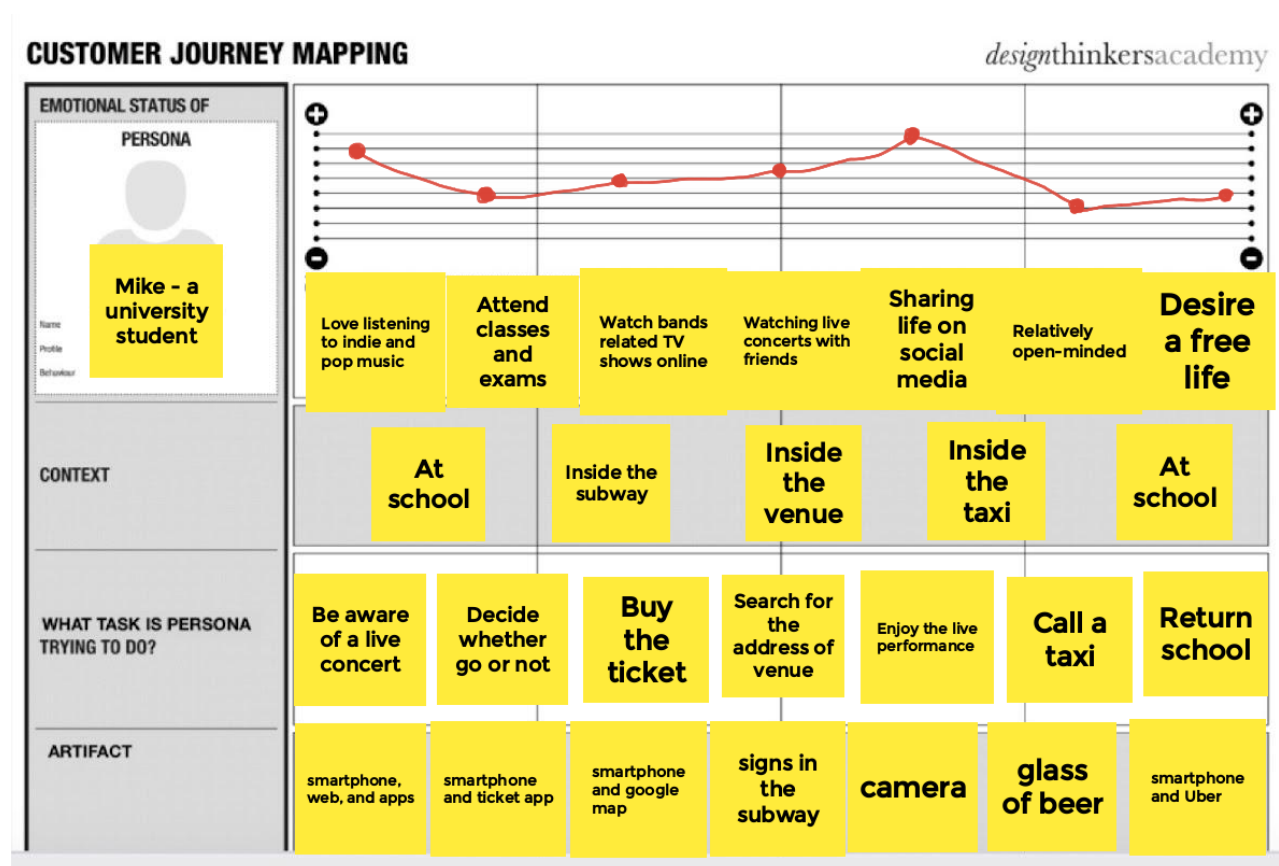 CUSTOMER JOURNEY MAPPING
designthinkersacademy
EMOTIONAL STATUS OF
PERSONA
Mike - a
university
student
Name
Profile
Behaviour
Love listening
to indie and
pop music
Attend
classes
and
exams
Watch bands
related TV
shows online
Watching live
concerts with
friends
Sharing
life on
social
media
Relatively
open-minded
Desire
a free
life
CONTEXT
At
school
Inside the
subway
Inside
the
venue
Inside
the
taxi
At
school
WHAT TASK IS PERSONA
TRYING TO DO?
Be aware
of a live
concert
Decide
whether
go or not
Buy
the
ticket
Search for
the
address of
venue
Enjoy the live
performance
Call a
taxi
Return
school
ARTIFACT
smartphone,
web, and apps
smartphone
and ticket app
smartphone
and google
map
signs in
the
subway
camera
glass
of beer
smartphone
and Uber